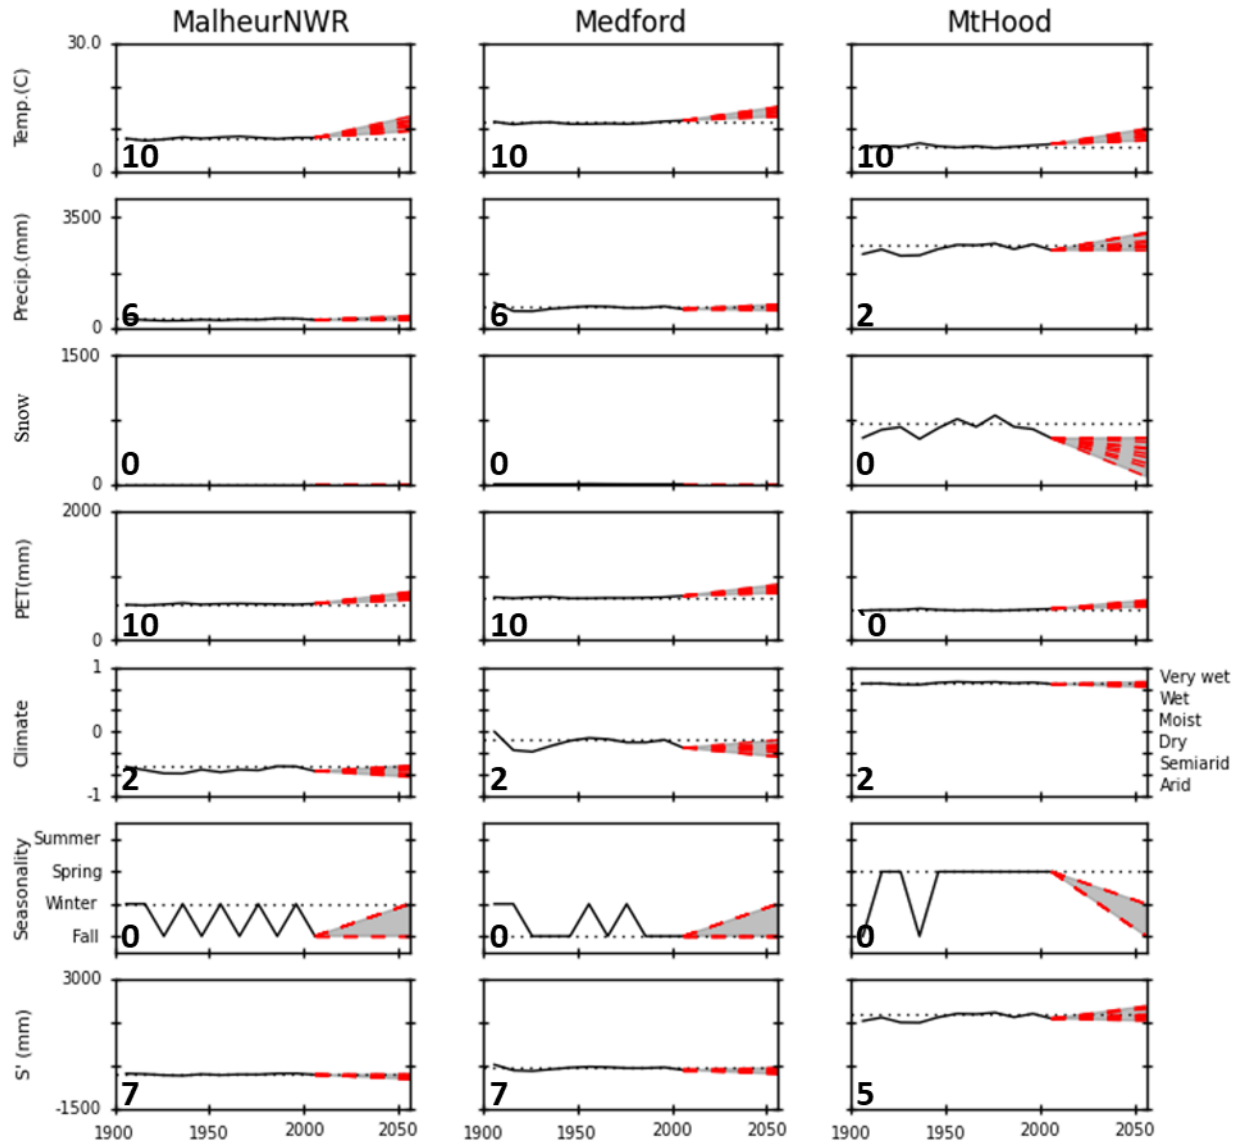 MalheurNWR Medford MtHood
Temp.(C)
30.0
0
10 10 10
Precip.(mm)
3500
0
6 6 2
Snow
1500
0
0 0 0
PET(mm)
2000
0
10 10 0
Climate
1
0
-1
2 2 2
Very wet
Wet
Moist
Dry
Semiarid
Arid
Seasonality
Summer
Spring
Winter
Fall
0 0 0
S' (mm)
3000
-1500
7 7 5
1900 1950 2000 2050 1900 1950 2000 2050 1900 1950 2000 2050